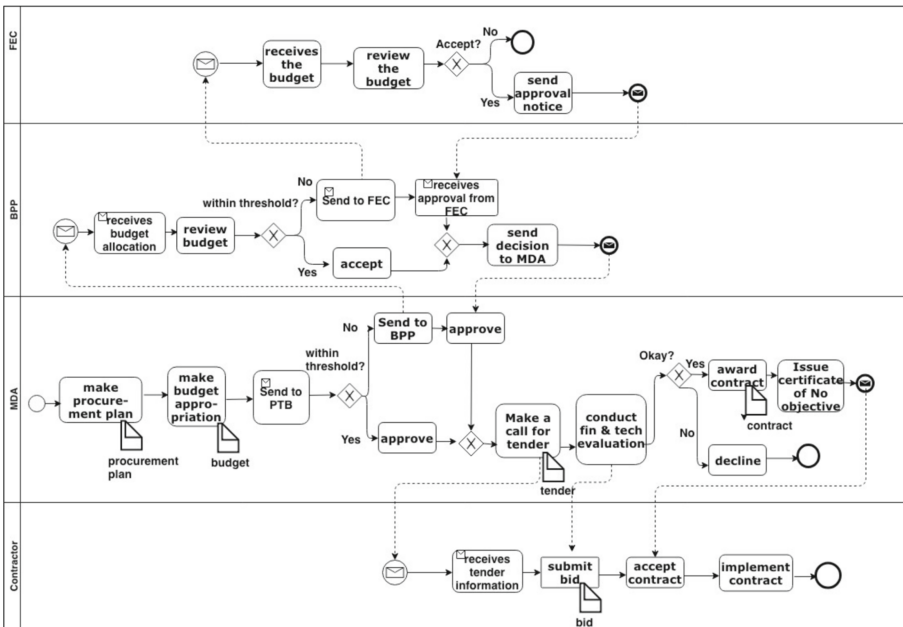 FEC
receives
the
budget
review
the
budget
Accept?
No
Yes
send
approval
notice
BPP
receives
budget
allocation
review
budget
within threshold?
No
Send to FEC
receives
approval from
FEC
Yes
accept
send
decision
to MDA
MDA
make
procure-
ment plan
procurement
plan
make
budget
appro-
priation
budget
Send to
PTB
within
threshold?
No
Send to
BPP
approve
Yes
approve
Make a
call for
tender
tender
conduct
fin & tech
evaluation
Okay?
Yes
award
contract
contract
Issue
certificate
of No
objective
No
decline
Contractor
receives
tender
information
submit
bid
bid
accept
contract
implement
contract